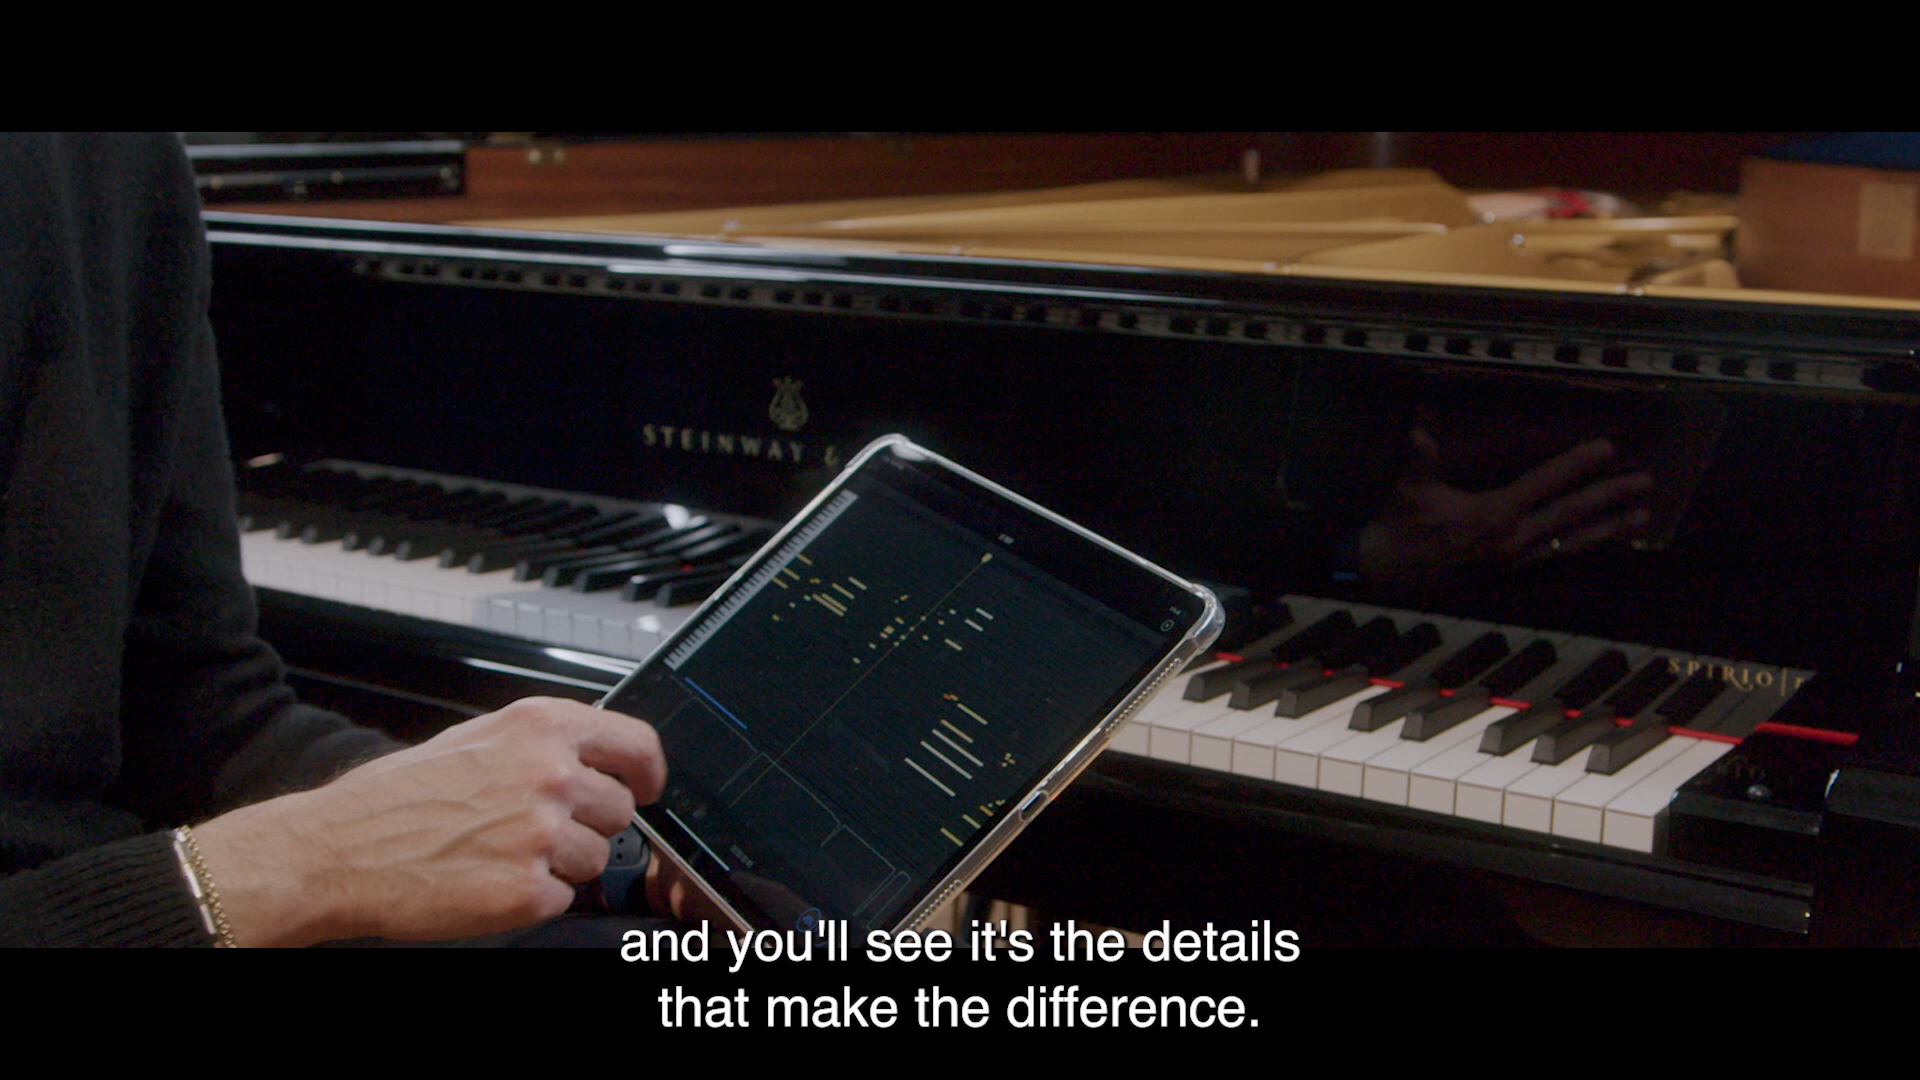 STEINWAY &
SPIRIO
and you'll see it's the details
that make the difference.